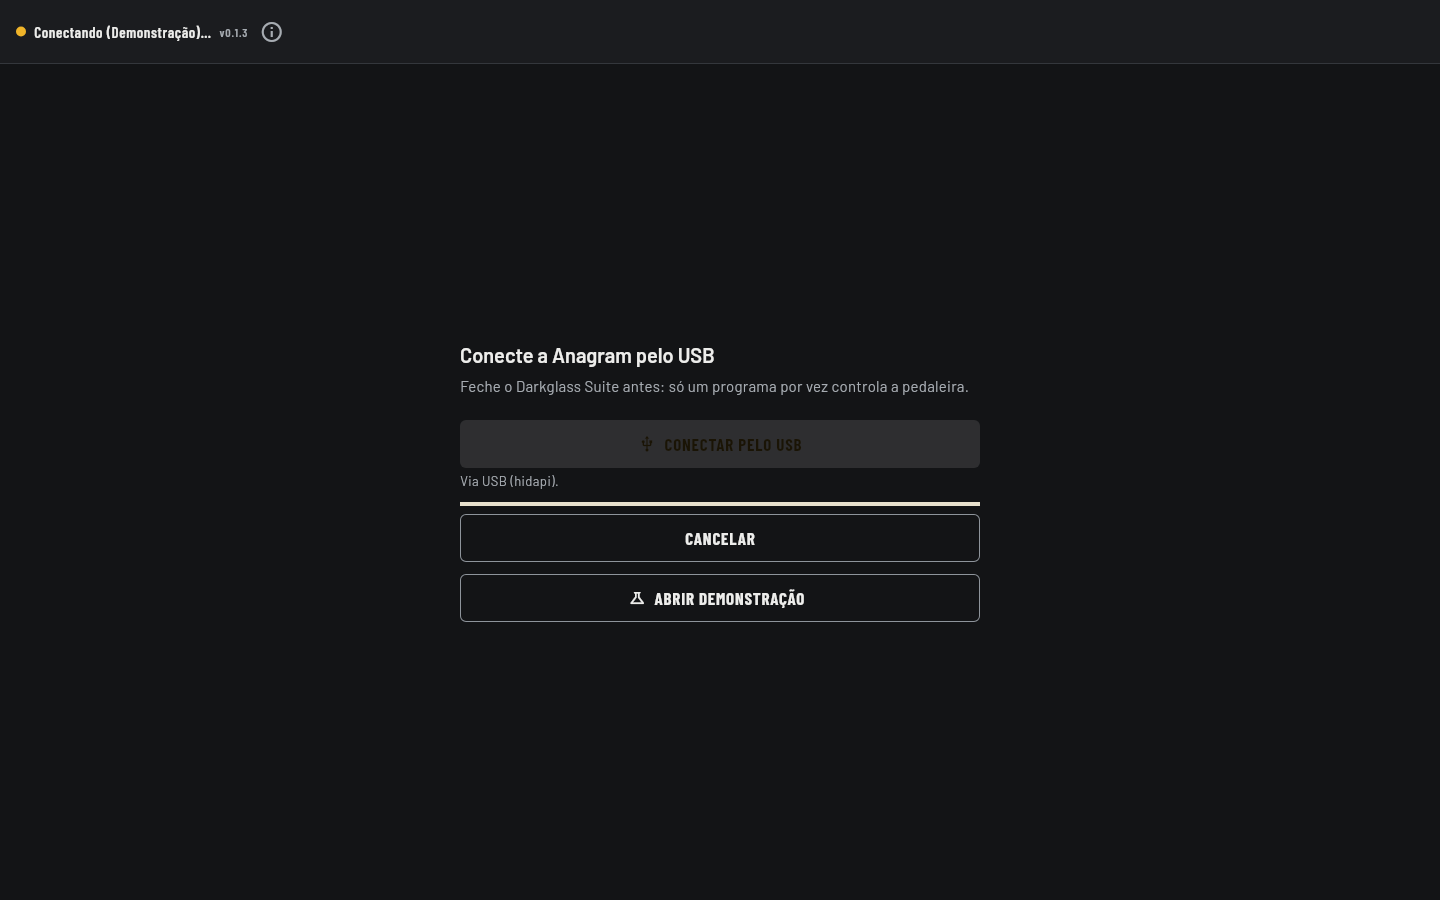 Conectando (Demonstração)... v0.1.3
Conecte a Anagram pelo USB
Feche o Darkglass Suite antes: só um programa por vez controla a pedaleira.
CONECTAR PELO USB
Via USB (hidapi).
CANCELAR
ABRIR DEMONSTRAÇÃO